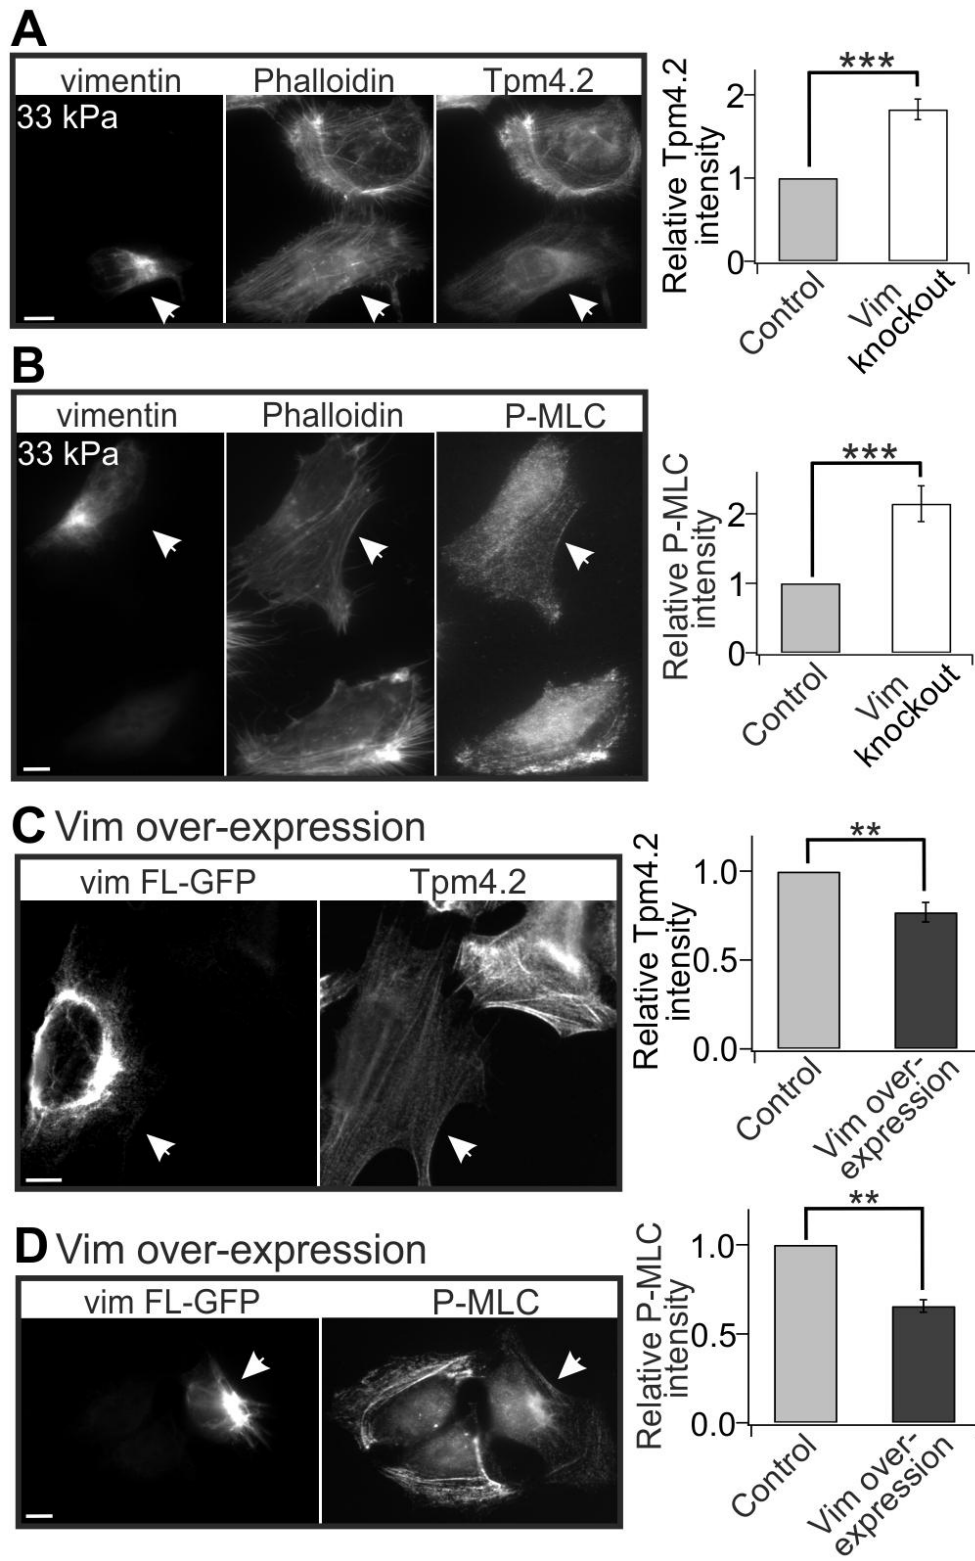 A
vimentin Phalloidin Tpm4.2
33 kPa
Relative Tpm4.2
intensity
***
2
1
0
Control
Vim
knockout
B
vimentin Phalloidin P-MLC
33 kPa
Relative P-MLC
intensity
***
2
1
0
Control
Vim
knockout
C Vim over-expression
vim FL-GFP Tpm4.2
Relative Tpm4.2
intensity
**
1.0
0.5
0.0
Control
Vim over-
expression
D Vim over-expression
vim FL-GFP P-MLC
Relative P-MLC
intensity
**
1.0
0.5
0.0
Control
Vim over-
expression